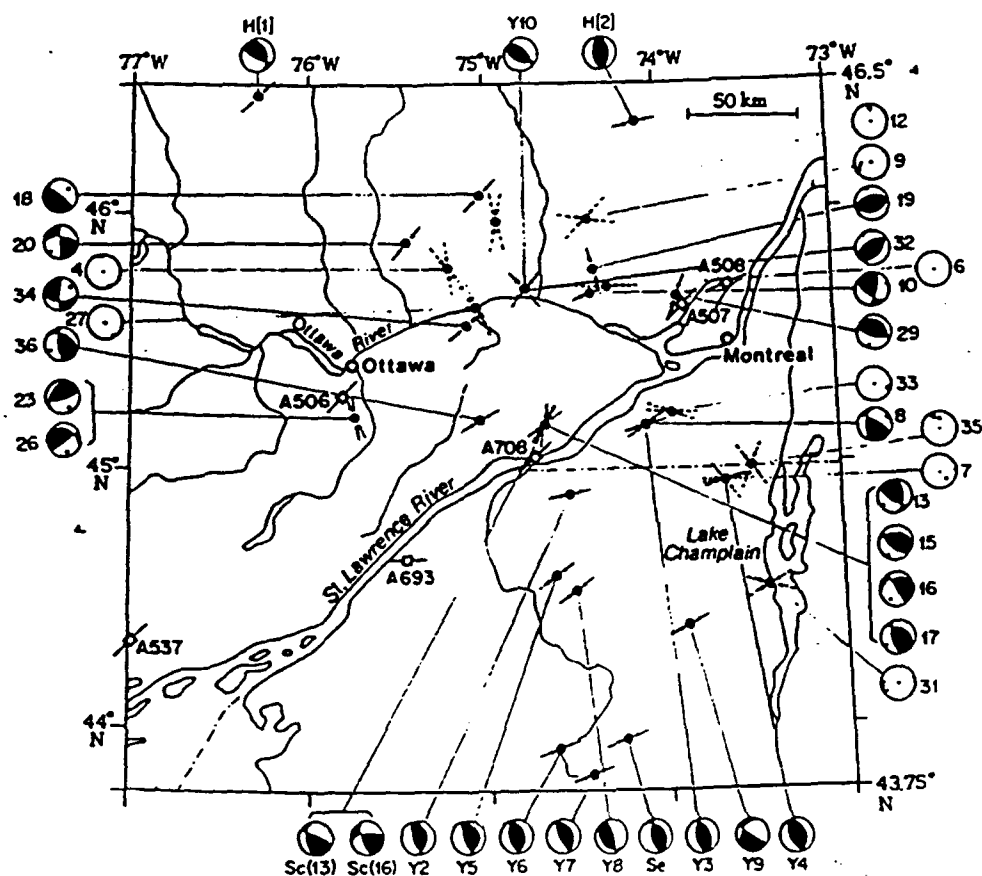 H[1]
Y10
H[2]
77°W
76°W
75°W
74°W
73°W
46.5°
N
50 km
12
9
18
46°
N
19
20
32
4
A508
6
34
10
27
A507
29
Ottawa River
36
Ottawa
Montreal
23
A506
33
8
35
26
A708
45°
N
7
13
St. Lawrence River
Lake
Champlain
15
A693
16
A537
17
31
44°
N
43.75°
N
Sc(13)
Sc(16)
Y2
Y5
Y6
Y7
Y8
Se
Y3
Y9
Y4